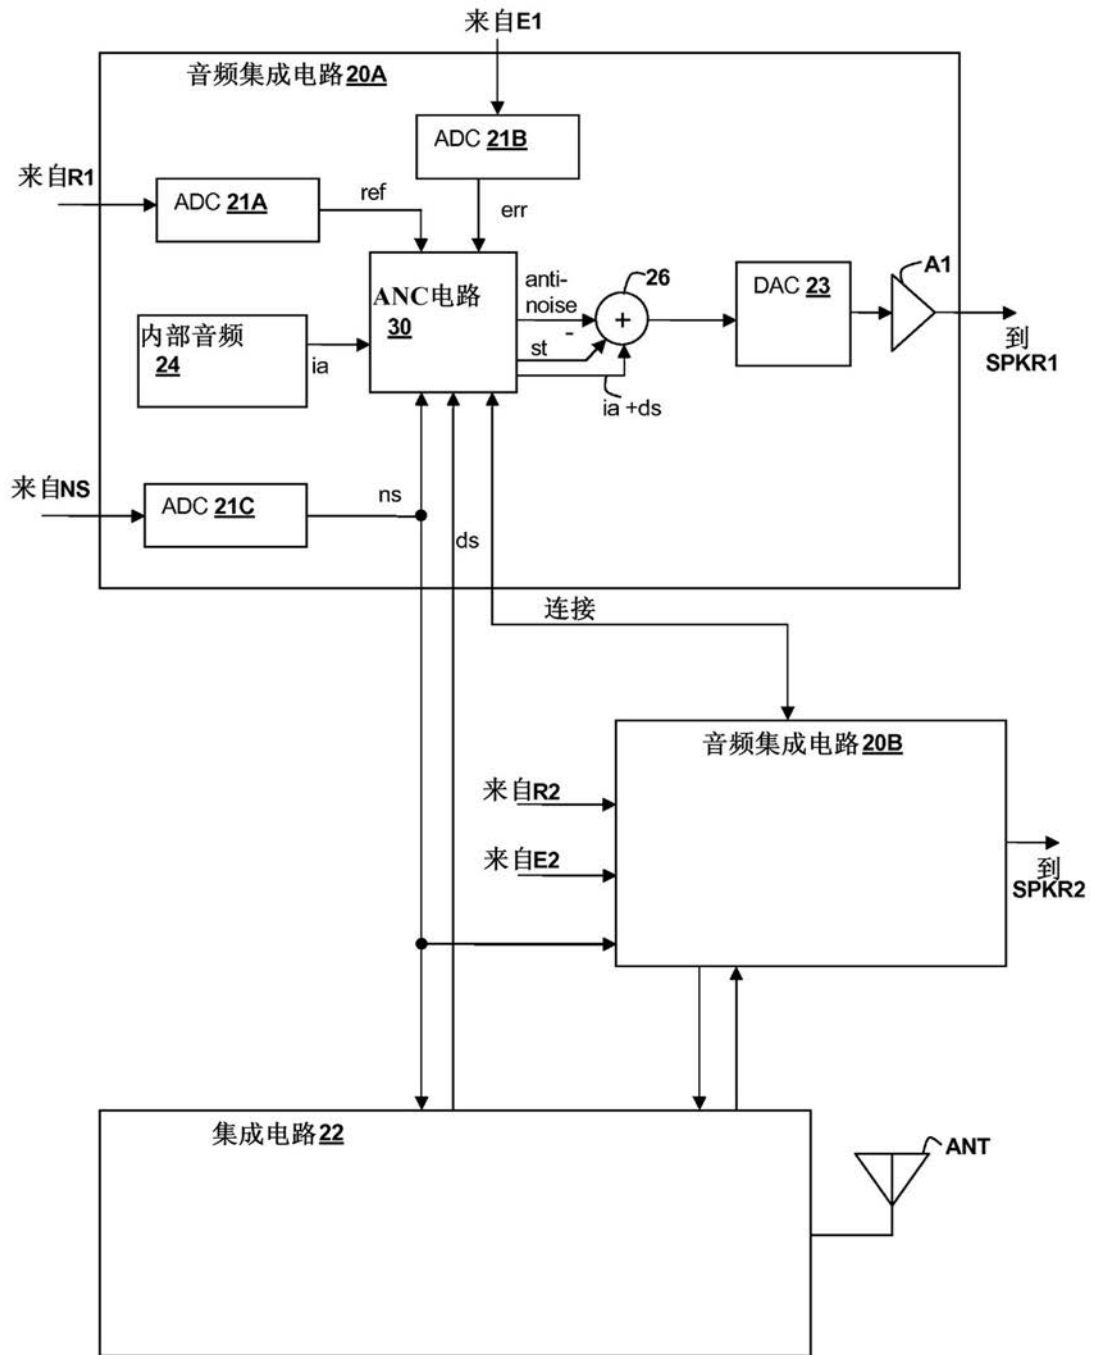 来自E1
音频集成电路20A
ADC 21B
来自R1
ADC 21A
ref
err
ANC电路
30
anti-
noise
-
26
+
DAC 23
A1
到
SPKR1
内部音频
24
ia
st
ia +ds
来自NS
ADC 21C
ns
ds
连接
音频集成电路20B
来自R2
来自E2
到
SPKR2
集成电路22
ANT